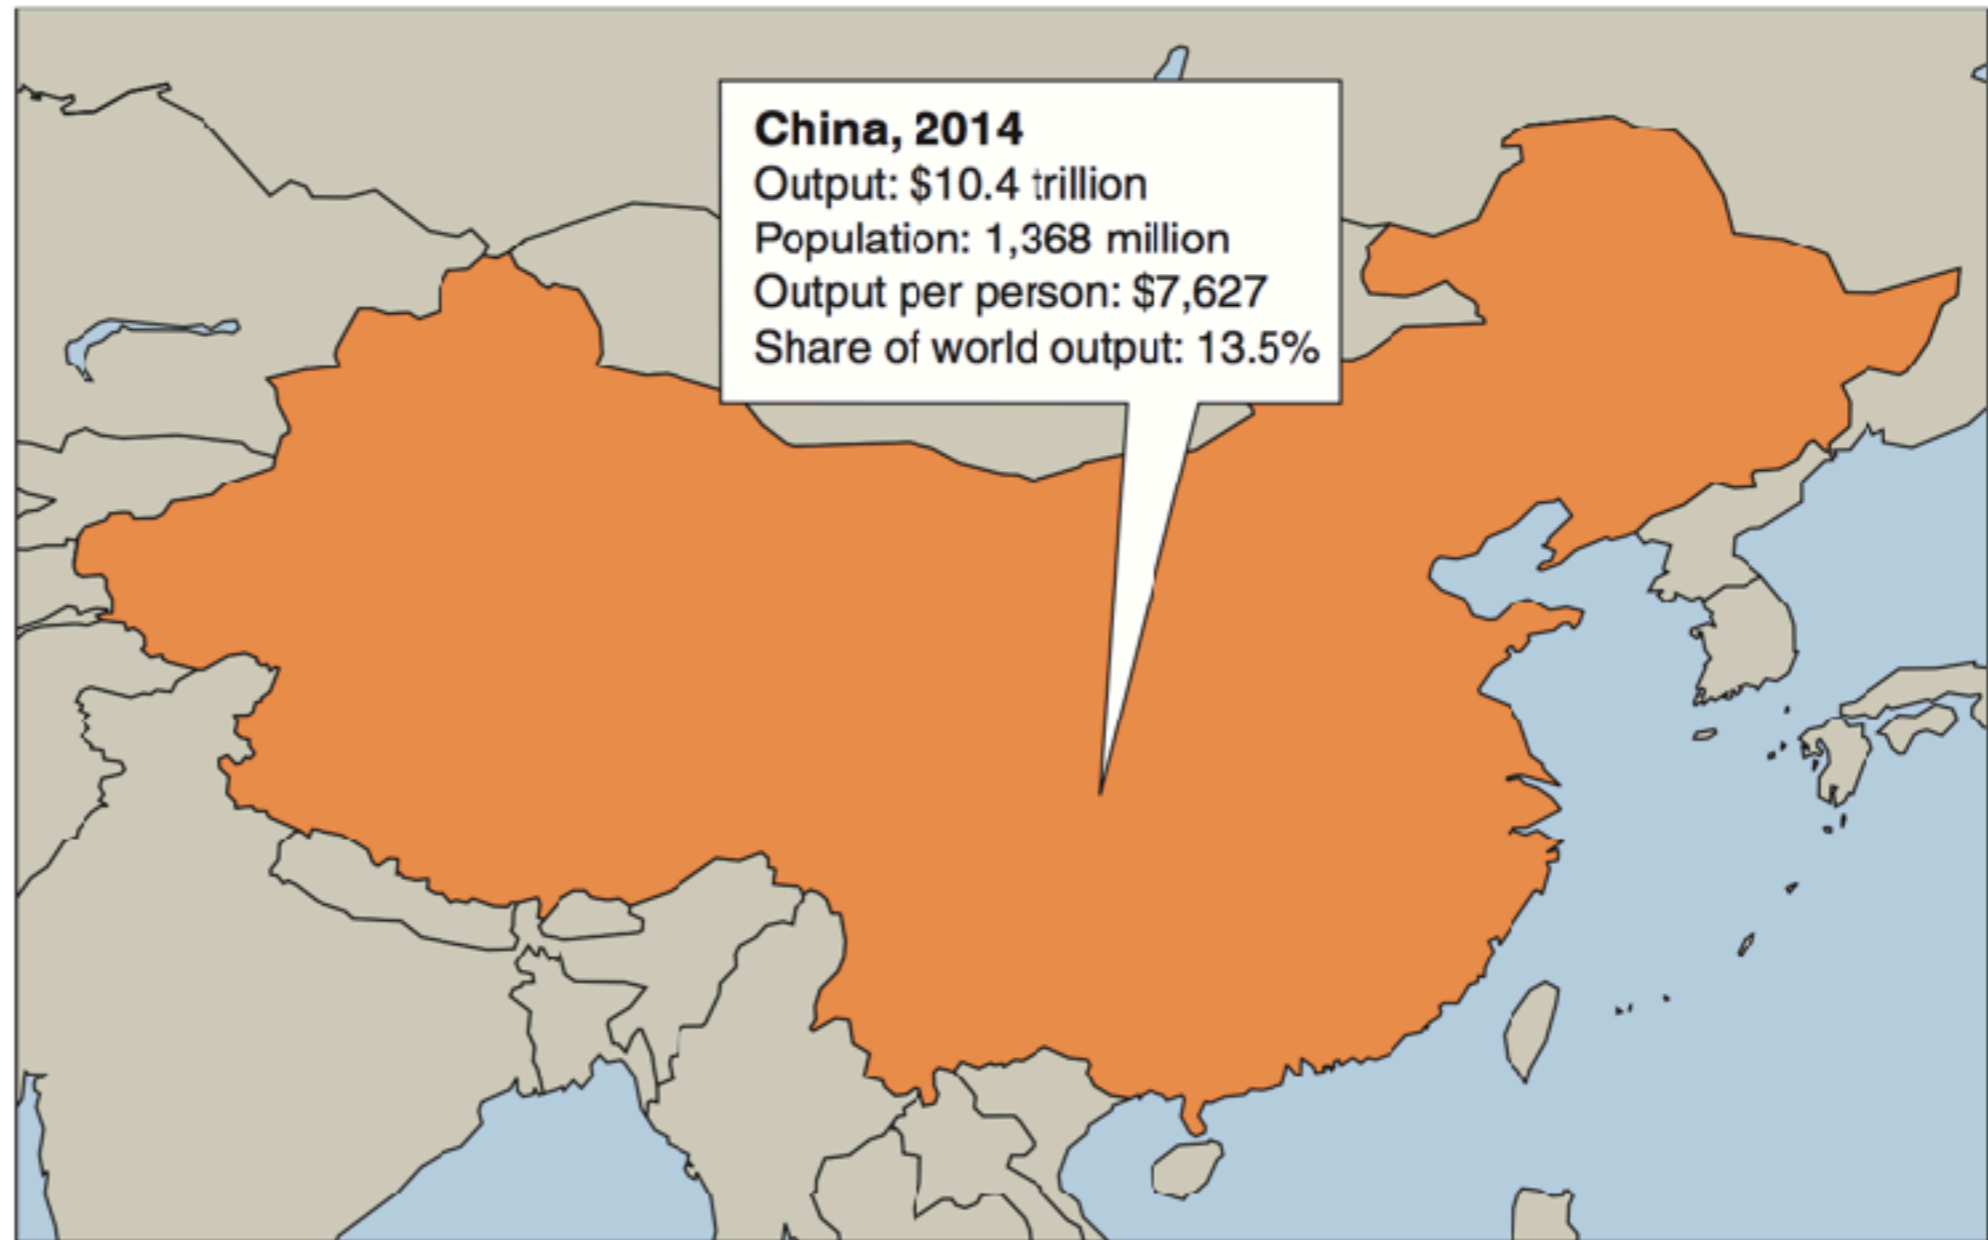 China, 2014
Output: $10.4 trillion
Population: 1,368 million
Output per person: $7,627
Share of world output: 13.5%